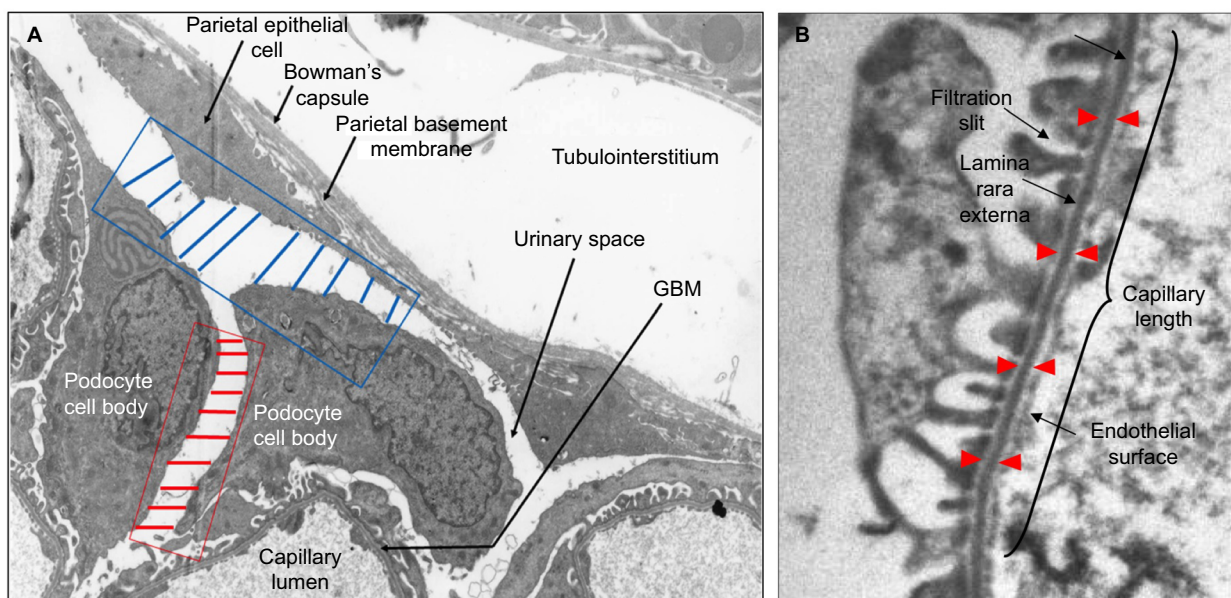 A
Parietal epithelial
cell
Bowman's
capsule
Parietal basement
membrane
Tubulointerstitium
Urinary space
GBM
Podocyte
cell body
Podocyte
cell body
Capillary
lumen
B
Filtration
slit
Lamina
rara
externa
Capillary
length
Endothelial
surface